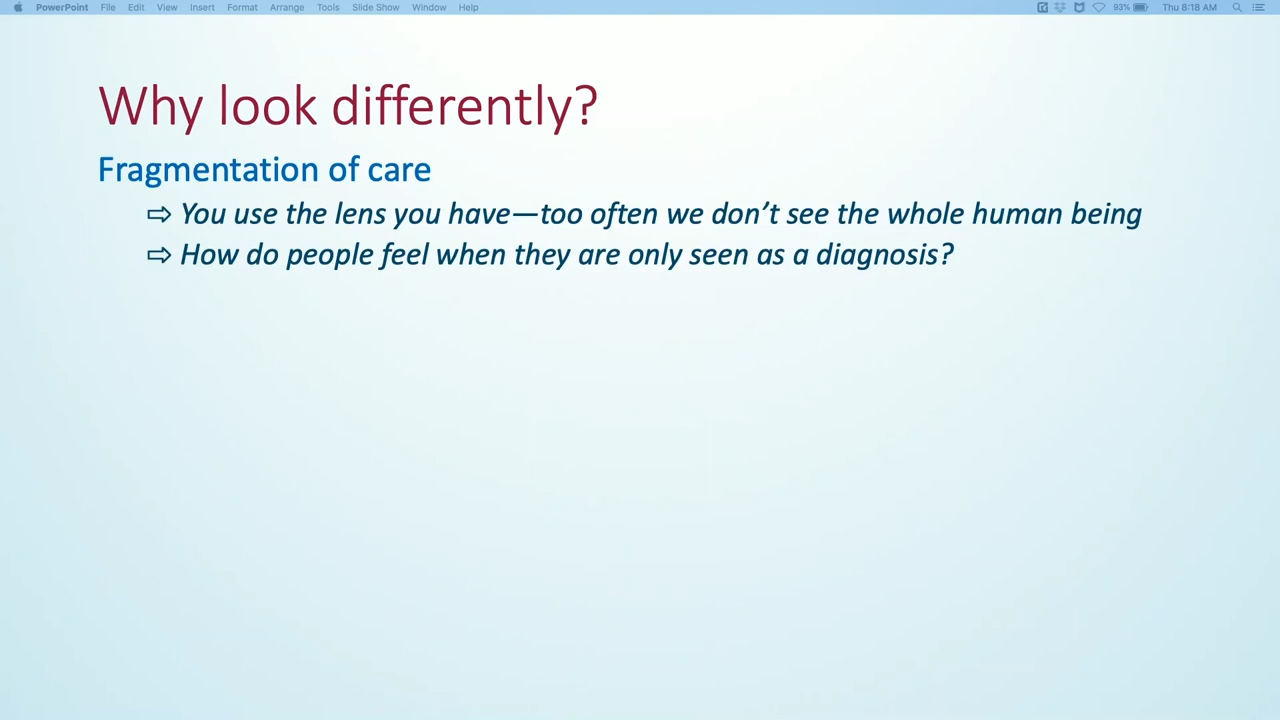 PowerPoint File Edit View Insert Format Arrange Tools Slide Show Window Help 93% Thu 8:18 AM
Why look differently?
Fragmentation of care
⇨ You use the lens you have—too often we don’t see the whole human being
⇨ How do people feel when they are only seen as a diagnosis?